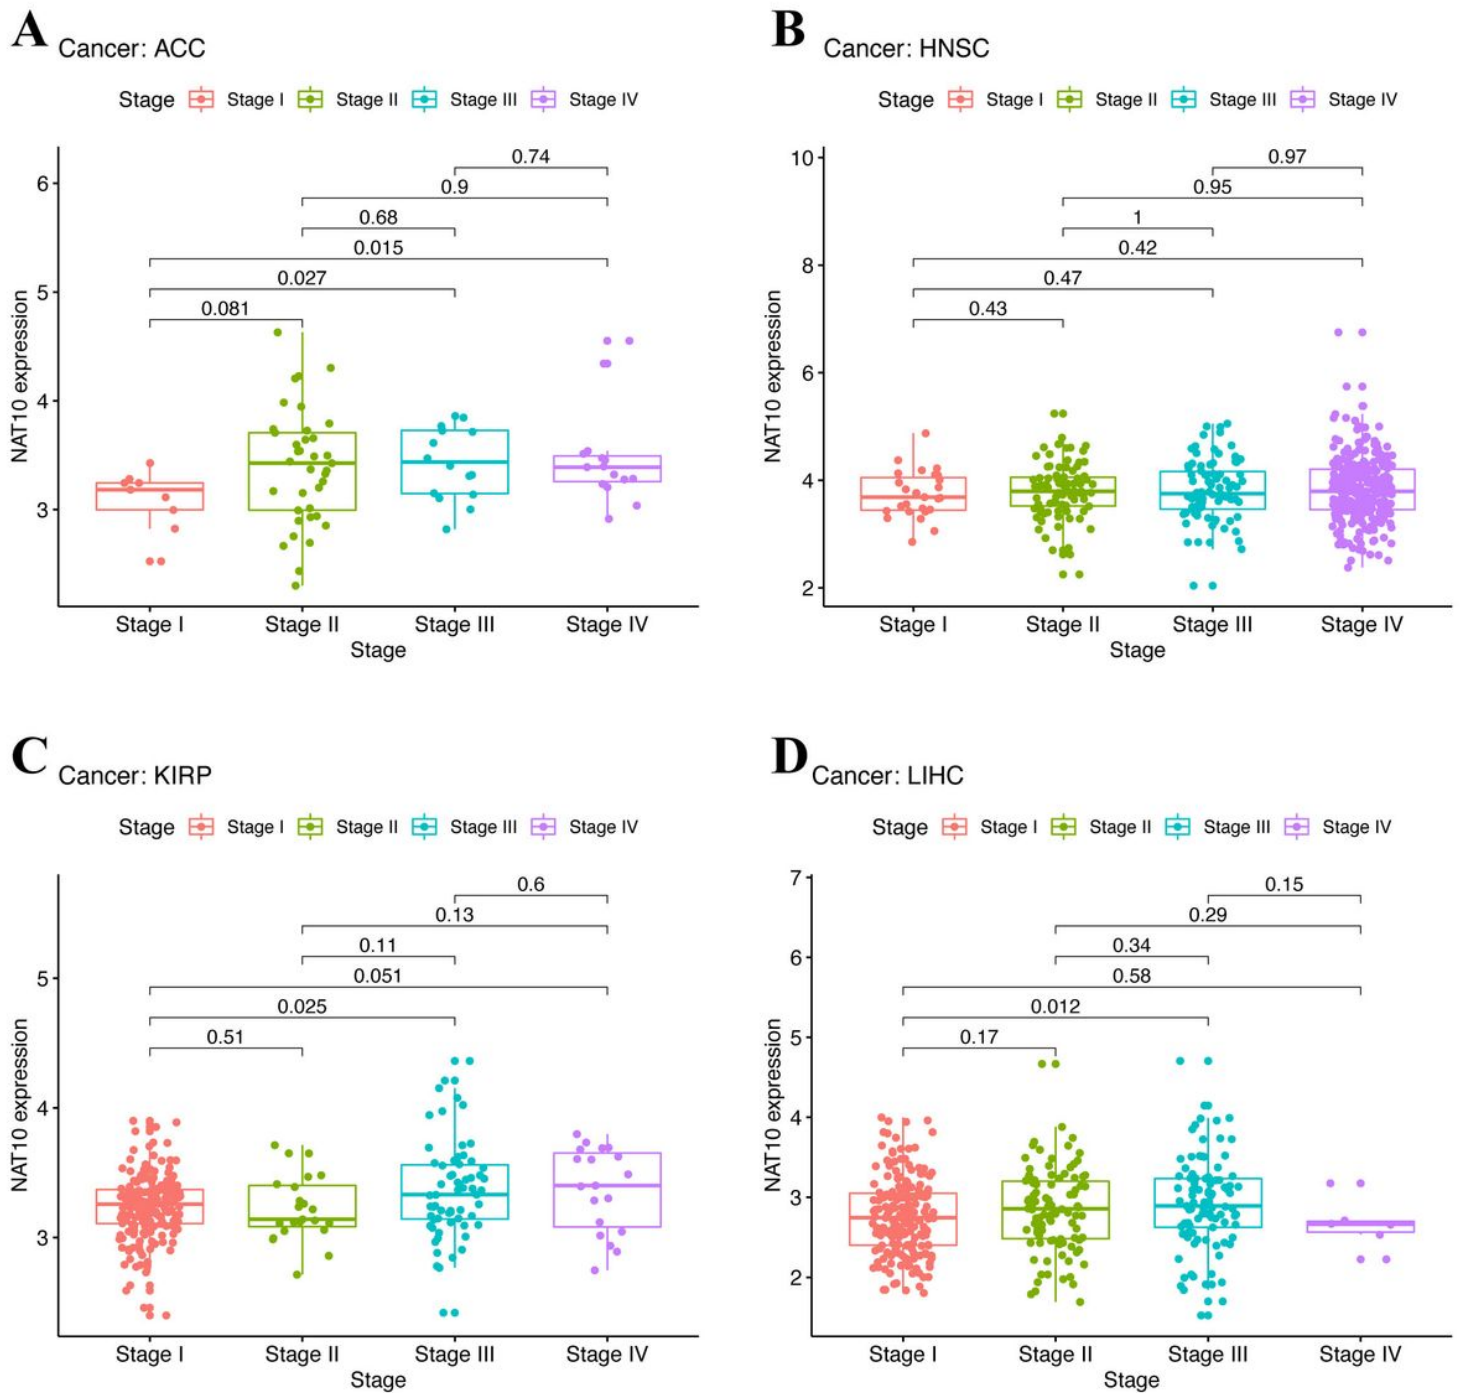 A
Cancer: ACC
Stage Stage I Stage II Stage III Stage IV
0.74
0.9
0.68
0.015
0.027
0.081
6
5
4
3
NAT10 expression
Stage I Stage II Stage III Stage IV
Stage
B
Cancer: HNSC
Stage Stage I Stage II Stage III Stage IV
0.97
0.95
1
0.42
0.47
0.43
10
8
6
4
2
NAT10 expression
Stage I Stage II Stage III Stage IV
Stage
C
Cancer: KIRP
Stage Stage I Stage II Stage III Stage IV
0.6
0.13
0.11
0.051
0.025
0.51
5
4
3
NAT10 expression
Stage I Stage II Stage III Stage IV
Stage
D
Cancer: LIHC
Stage Stage I Stage II Stage III Stage IV
0.15
0.29
0.34
0.58
0.012
0.17
7
6
5
4
3
2
NAT10 expression
Stage I Stage II Stage III Stage IV
Stage